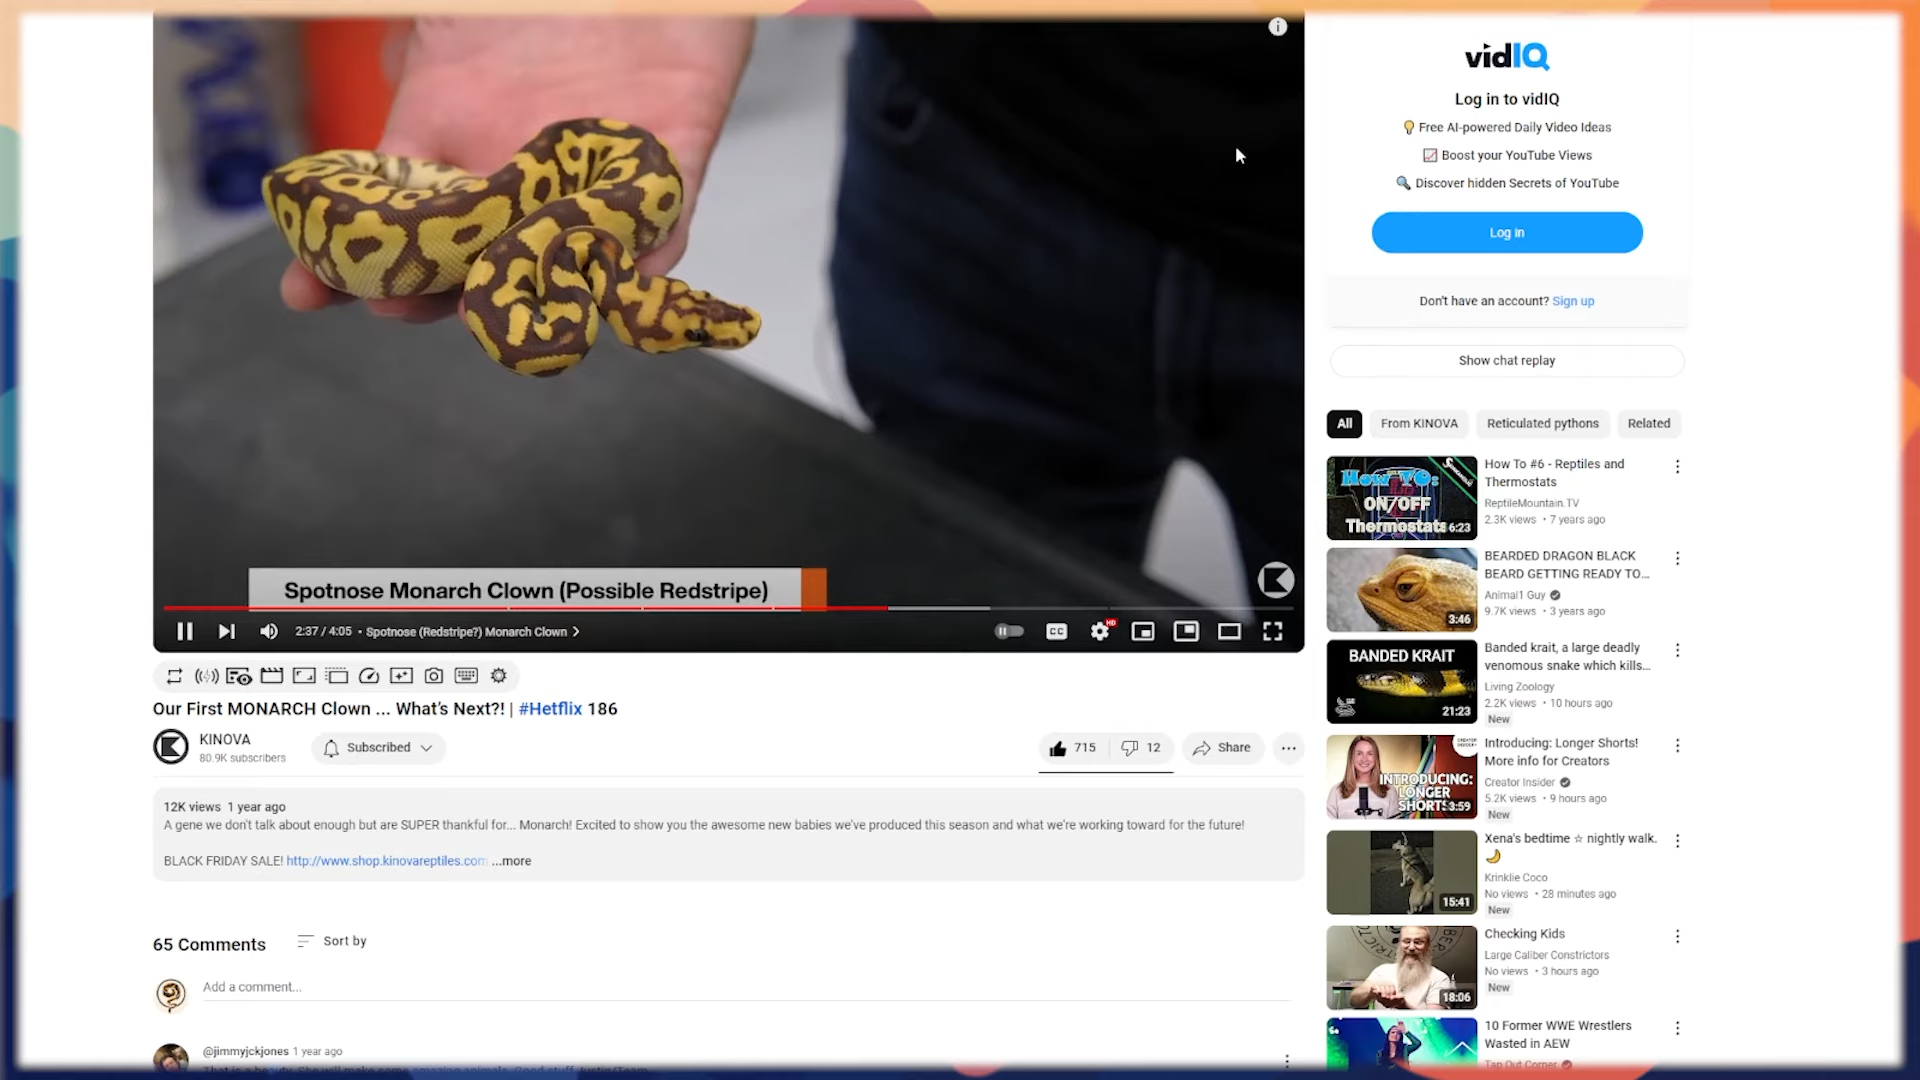 Spotnose Monarch Clown (Possible Redstripe)
2:37 / 4:05 • Spotnose (Redstripe?) Monarch Clown
CC
HD
Our First MONARCH Clown ... What's Next?! | #Hetflix 186
KINOVA
80.9K subscribers
Subscribed
715
12
Share
12K views 1 year ago
A gene we don't talk about enough but are SUPER thankful for... Monarch! Excited to show you the awesome new babies we've produced this season and what we're working toward for the future!
BLACK FRIDAY SALE! http://www.shop.kinovareptiles.com ...more
65 Comments
Sort by
Add a comment...
@jimmyjckjones 1 year ago
vidIQ
Log in to vidIQ
Free AI-powered Daily Video Ideas
Boost your YouTube Views
Discover hidden Secrets of YouTube
Log in
Don't have an account? Sign up
Show chat replay
All
From KINOVA
Reticulated pythons
Related
HOW TO:
ON/OFF
Thermostats
6:23
How To #6 - Reptiles and
Thermostats
ReptileMountain.TV
2.3K views • 7 years ago
3:46
BEARDED DRAGON BLACK
BEARD GETTING READY TO...
Animal1 Guy
9.7K views • 3 years ago
BANDED KRAIT
21:23
Banded krait, a large deadly
venomous snake which kills...
Living Zoology
2.2K views • 10 hours ago
New
INTRODUCING:
LONGER
SHORTS
3:59
Introducing: Longer Shorts!
More info for Creators
Creator Insider
5.2K views • 9 hours ago
New
15:41
Xena's bedtime ☆ nightly walk.
Krinklie Coco
No views • 28 minutes ago
New
18:06
Checking Kids
Large Caliber Constrictors
No views • 3 hours ago
New
10 Former WWE Wrestlers
Wasted in AEW
Tap Out Corner